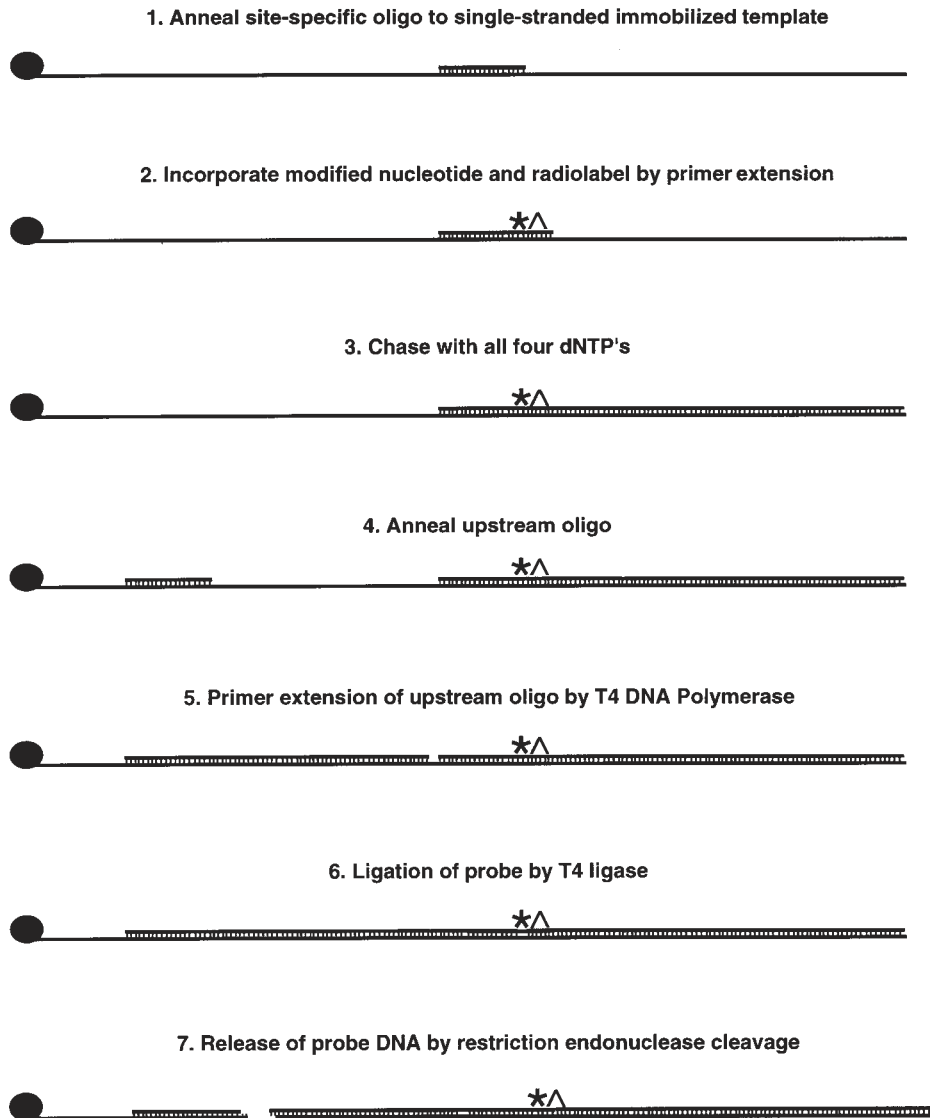 1. Anneal site-specific oligo to single-stranded immobilized template
2. Incorporate modified nucleotide and radiolabel by primer extension
*^
3. Chase with all four dNTP's
*^
4. Anneal upstream oligo
*^
5. Primer extension of upstream oligo by T4 DNA Polymerase
*^
6. Ligation of probe by T4 ligase
*^
7. Release of probe DNA by restriction endonuclease cleavage
*^